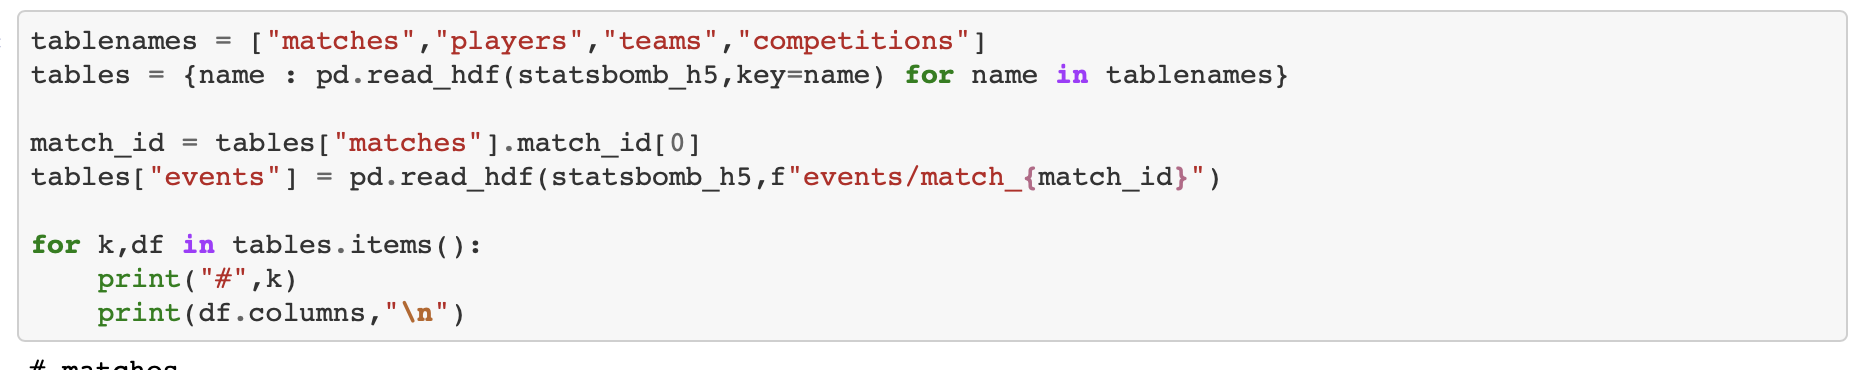 tablenames = ["matches","players","teams","competitions"]
tables = {name : pd.read_hdf(statsbomb_h5,key=name) for name in tablenames}
match_id = tables["matches"].match_id[0]
tables["events"] = pd.read_hdf(statsbomb_h5,f"events/match_{match_id}")
for k,df in tables.items():
    print("#",k)
    print(df.columns,"\n")
# matches